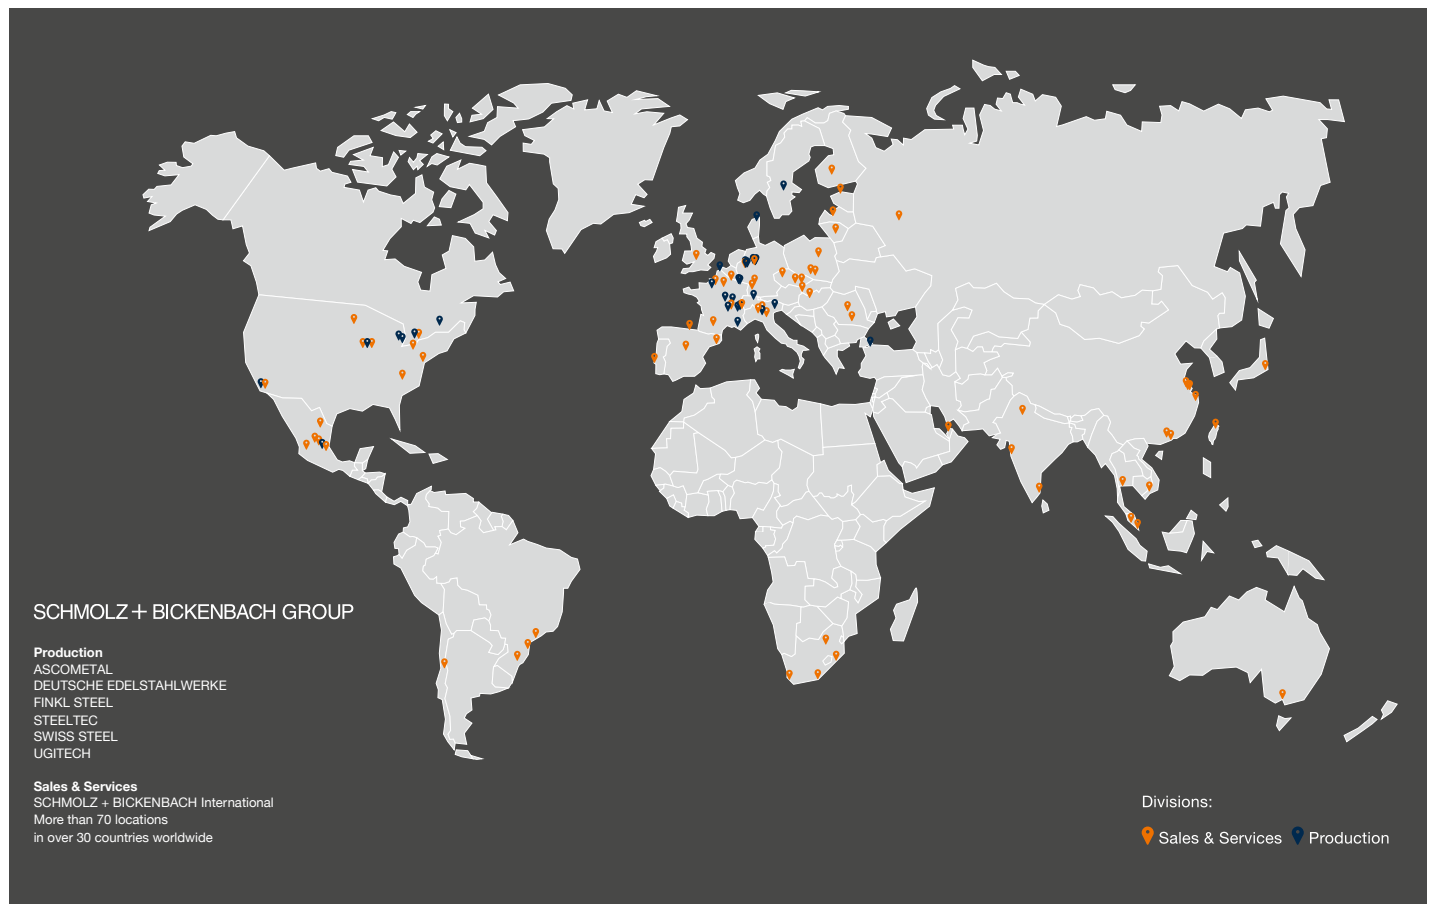 SCHMOLZ + BICKENBACH GROUP
Production
ASCOMETAL
DEUTSCHE EDELSTAHLWERKE
FINKL STEEL
STEELTEC
SWISS STEEL
UGITECH
Sales & Services
SCHMOLZ + BICKENBACH International
More than 70 locations
in over 30 countries worldwide
Divisions:
Sales & Services Production